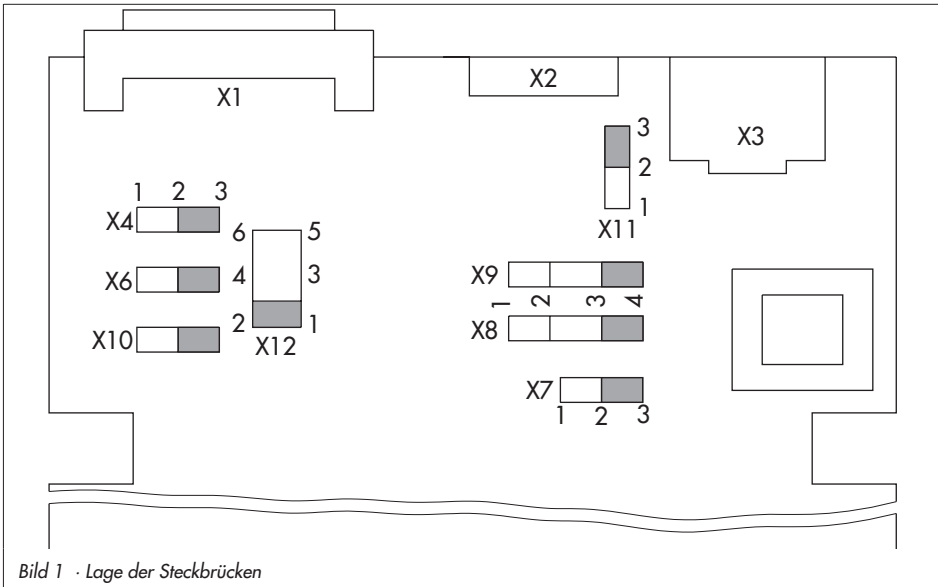 X1
X2
X3
3
2
1
X11
1 2 3
X4
6 5
X6
4 3
X10
2 1
X12
X9
1 2 3 4
X8
X7
1 2 3
Bild 1 · Lage der Steckbrücken